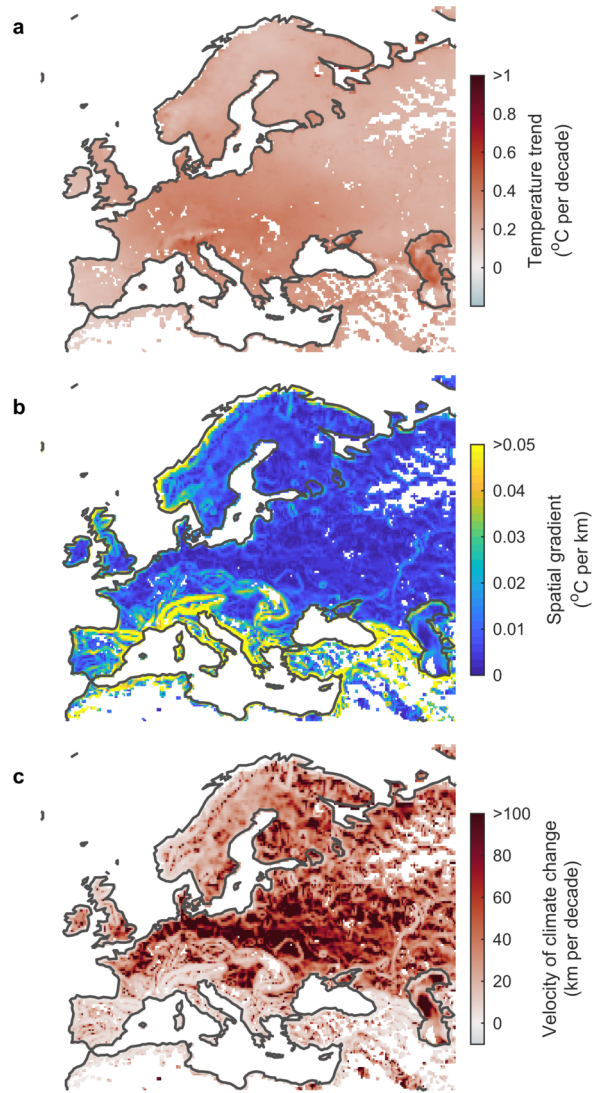 a
>1
0.8
0.6
0.4
0.2
0
Temperature trend
(°C per decade)
b
>0.05
0.04
0.03
0.02
0.01
0
Spatial gradient
(°C per km)
c
>100
80
60
40
20
0
Velocity of climate change
(km per decade)